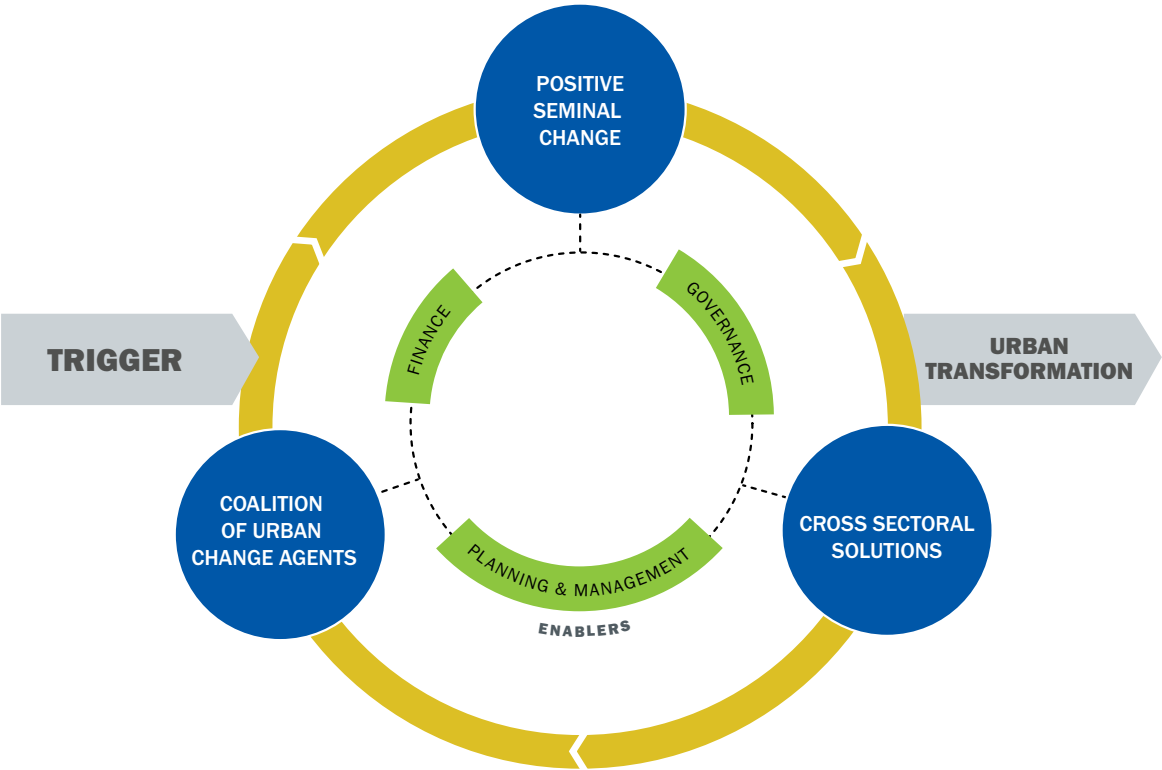 POSITIVE
SEMINAL
CHANGE
FINANCE
GOVERNANCE
TRIGGER
URBAN
TRANSFORMATION
COALITION
OF URBAN
CHANGE AGENTS
CROSS SECTORAL
SOLUTIONS
PLANNING & MANAGEMENT
ENABLERS